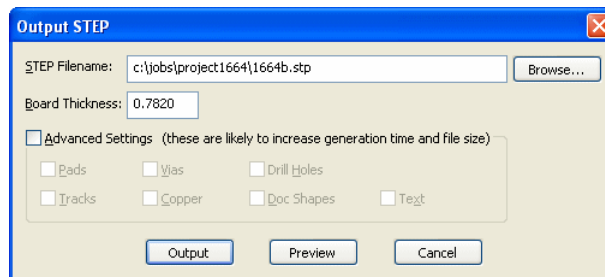 Output STEP
STEP Filename: c:\jobs\project1664\1664b.stp Browse...
Board Thickness: 0.7820
Advanced Settings (these are likely to increase generation time and file size)
Pads Vias Drill Holes
Tracks Copper Doc Shapes Text
Output Preview Cancel